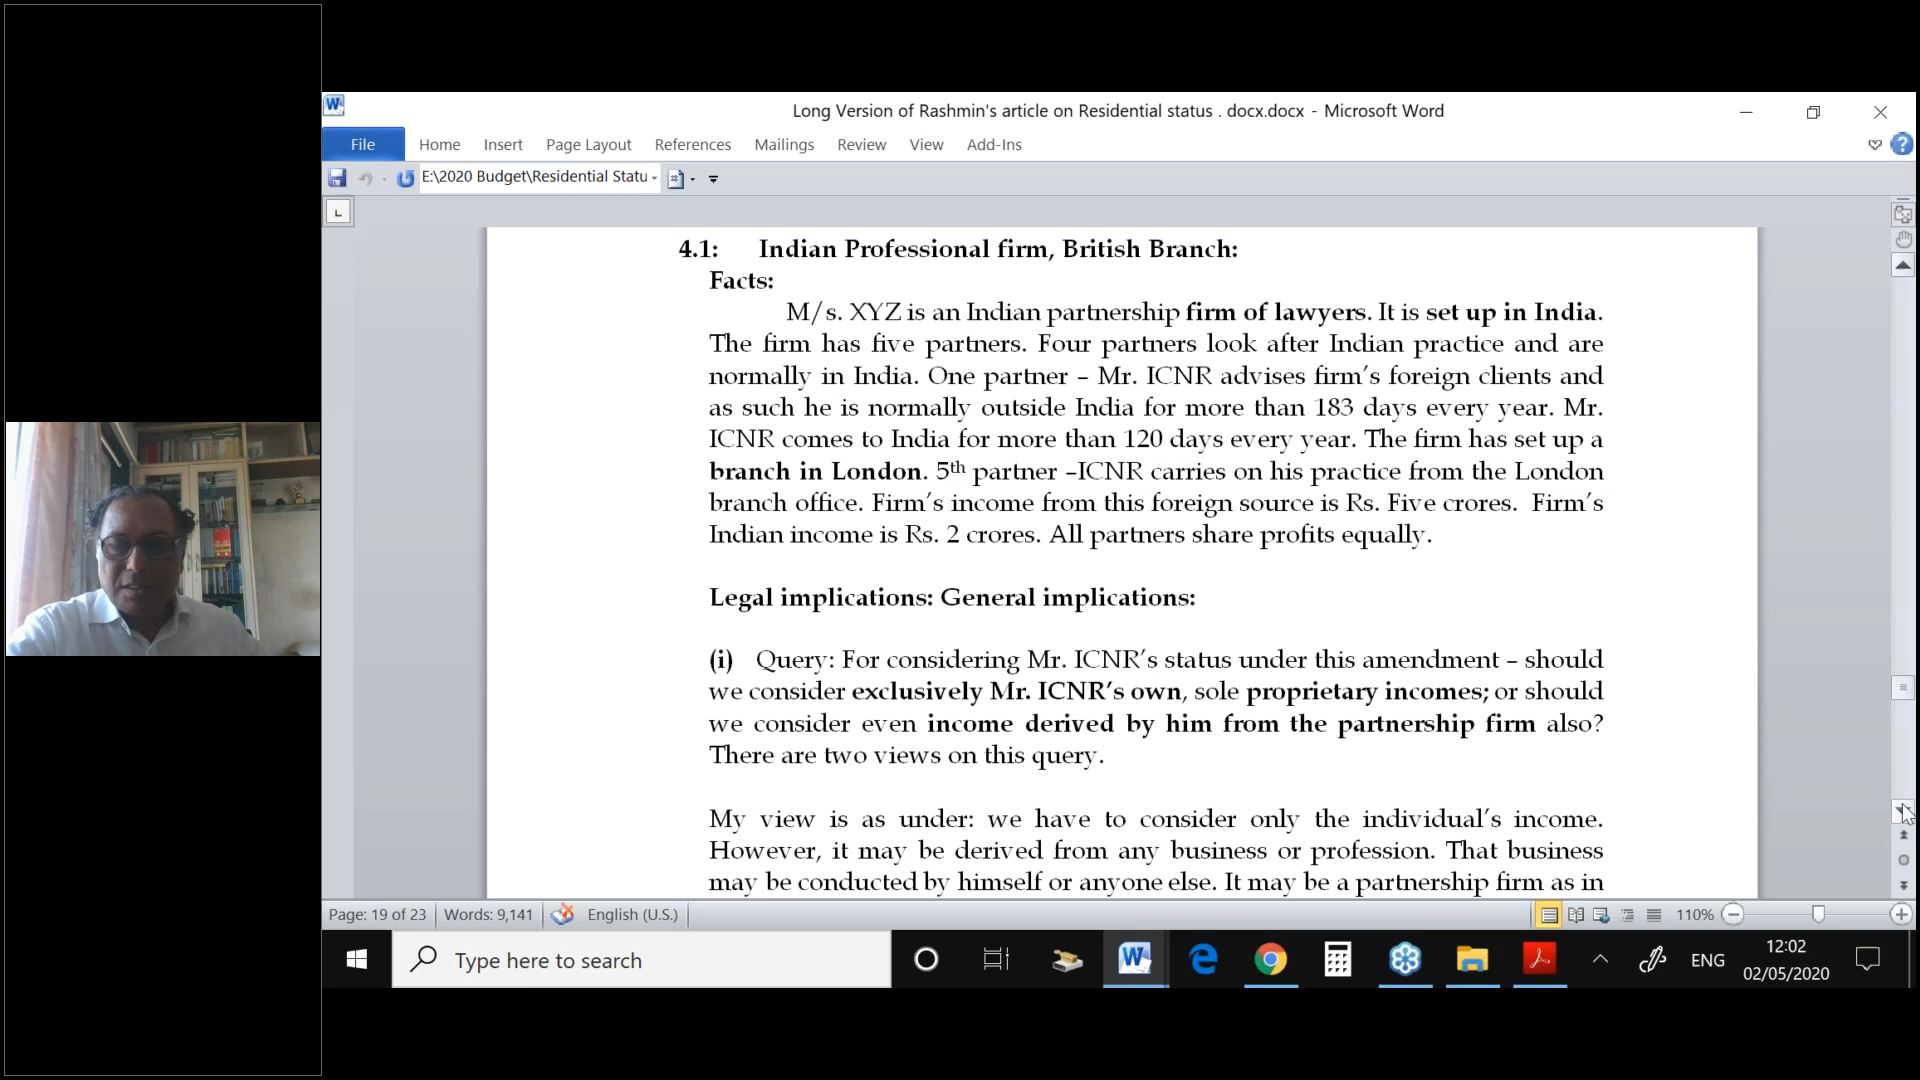 Long Version of Rashmin's article on Residential status . docx.docx - Microsoft Word
File Home Insert Page Layout References Mailings Review View Add-Ins
E:\2020 Budget\Residential Statu
4.1: Indian Professional firm, British Branch:
Facts:
M/s. XYZ is an Indian partnership firm of lawyers. It is set up in India.
The firm has five partners. Four partners look after Indian practice and are
normally in India. One partner – Mr. ICNR advises firm's foreign clients and
as such he is normally outside India for more than 183 days every year. Mr.
ICNR comes to India for more than 120 days every year. The firm has set up a
branch in London. 5th partner –ICNR carries on his practice from the London
branch office. Firm's income from this foreign source is Rs. Five crores. Firm's
Indian income is Rs. 2 crores. All partners share profits equally.
Legal implications: General implications:
(i) Query: For considering Mr. ICNR's status under this amendment – should
we consider exclusively Mr. ICNR's own, sole proprietary incomes; or should
we consider even income derived by him from the partnership firm also?
There are two views on this query.
My view is as under: we have to consider only the individual's income.
However, it may be derived from any business or profession. That business
may be conducted by himself or anyone else. It may be a partnership firm as in
Page: 19 of 23 Words: 9,141 English (U.S.) 110%
Type here to search
ENG
12:02
02/05/2020